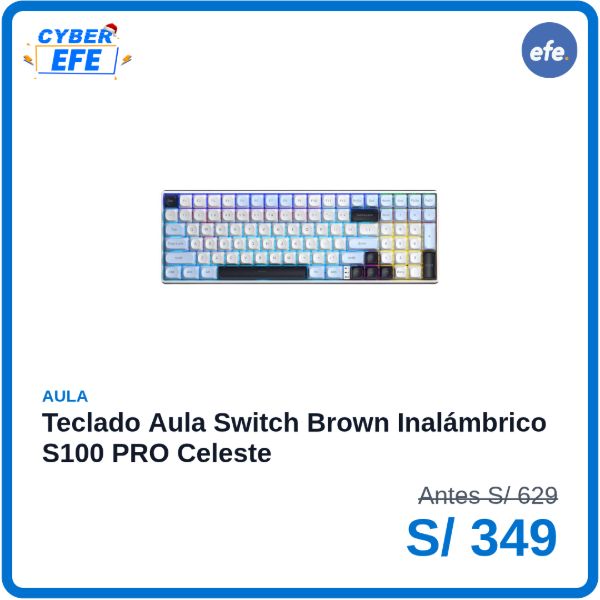 CYBER
EFE
efe.
AULA
Teclado Aula Switch Brown Inalámbrico
S100 PRO Celeste
Antes S/ 629
S/ 349